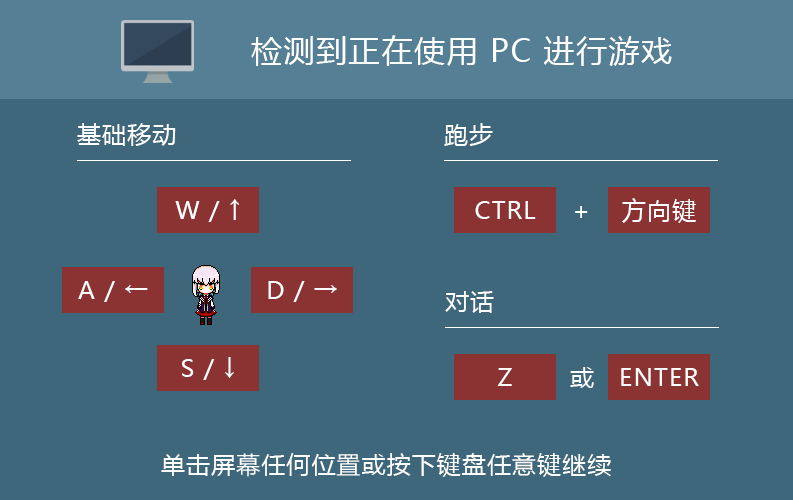 检测到正在使用 PC 进行游戏
基础移动
W / ↑
A / ←
D / →
S / ↓
跑步
CTRL + 方向键
对话
Z 或 ENTER
单击屏幕任何位置或按下键盘任意键继续